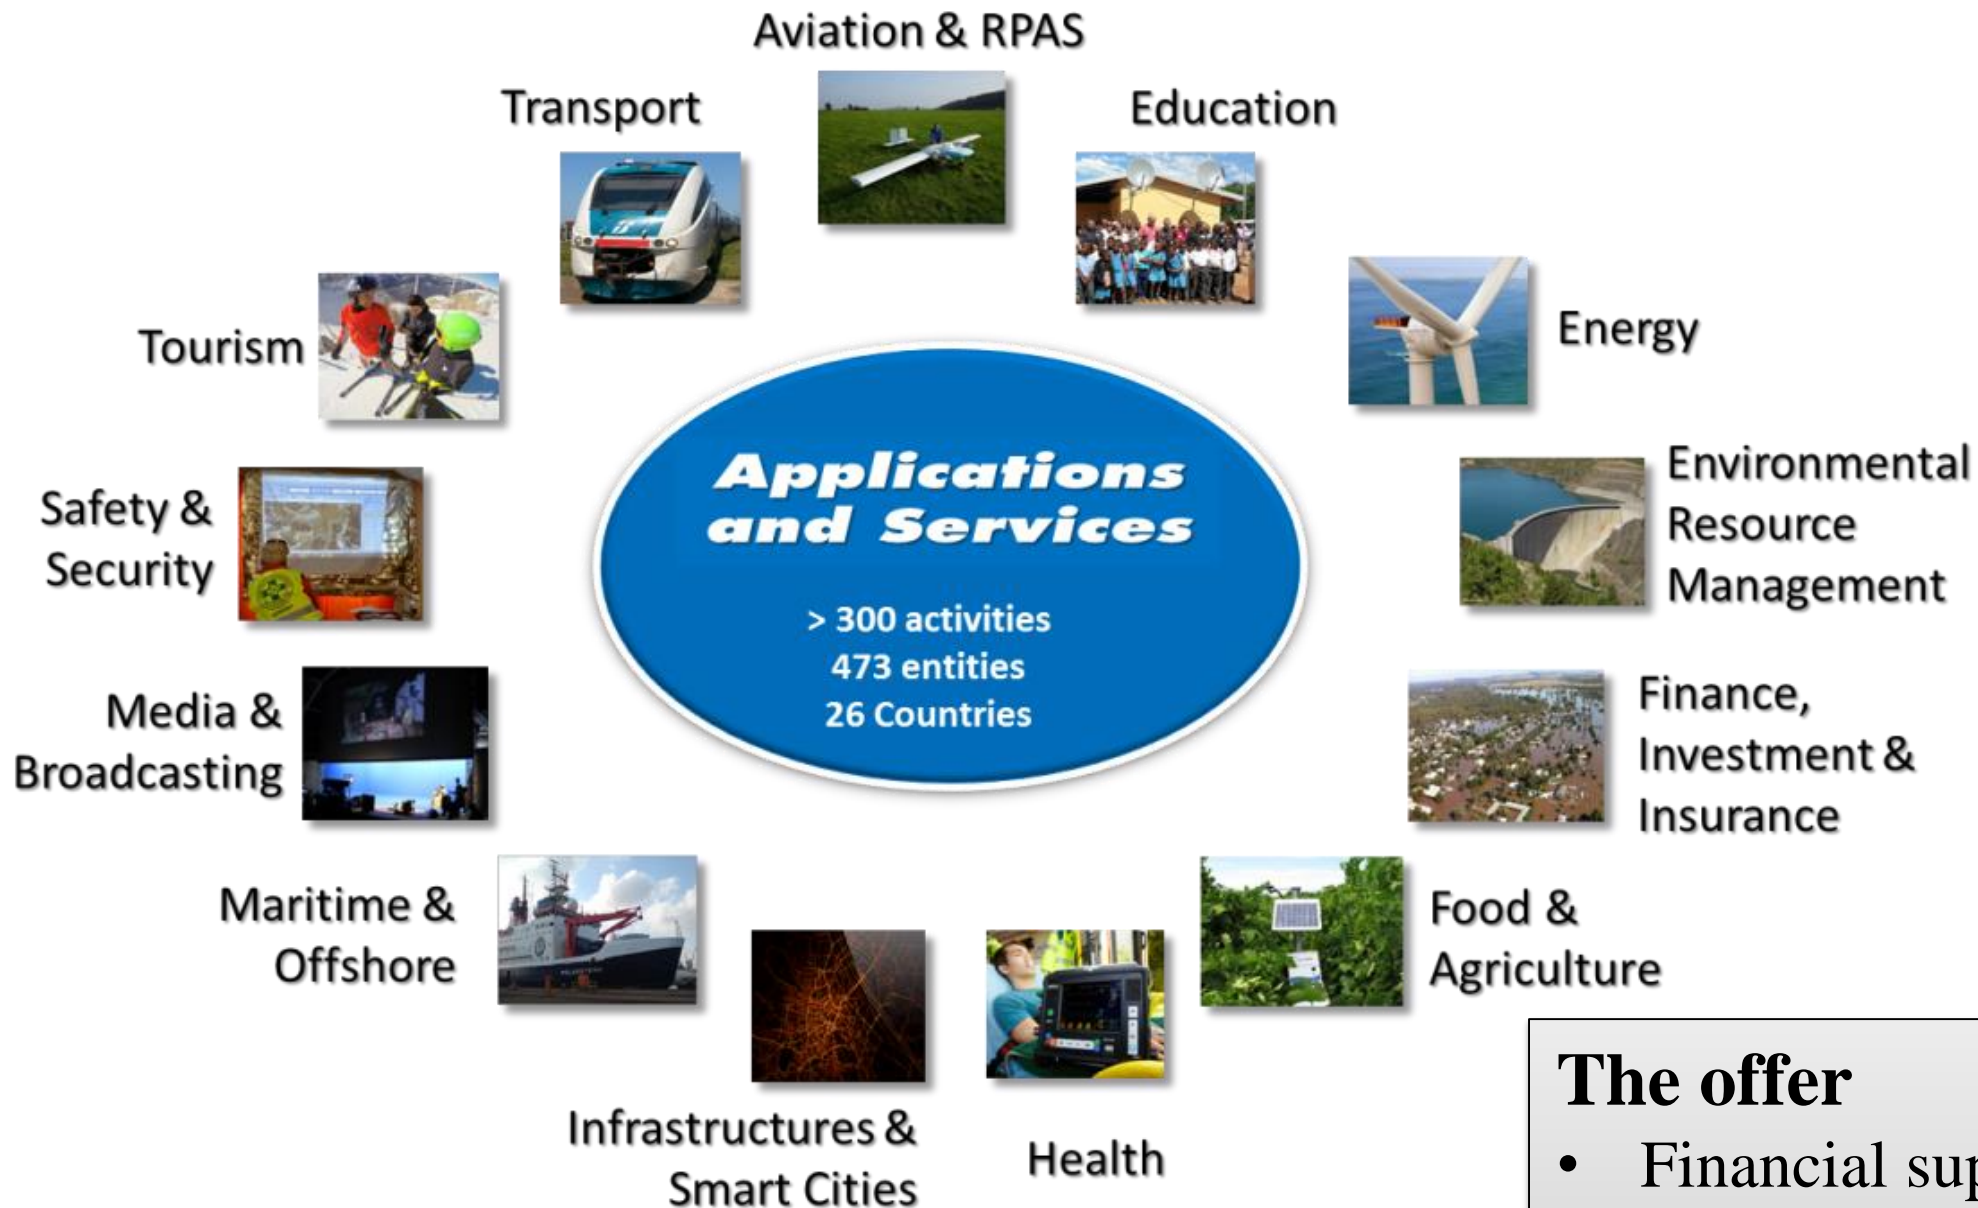 Aviation & RPAS
Transport
Education
Tourism
Energy
Applications
and Services
> 300 activities
473 entities
26 Countries
Environmental
Resource
Management
Safety &
Security
Media &
Broadcasting
Finance,
Investment &
Insurance
Maritime &
Offshore
Food &
Agriculture
Infrastructures &
Smart Cities
Health
The offer
• Financial sup